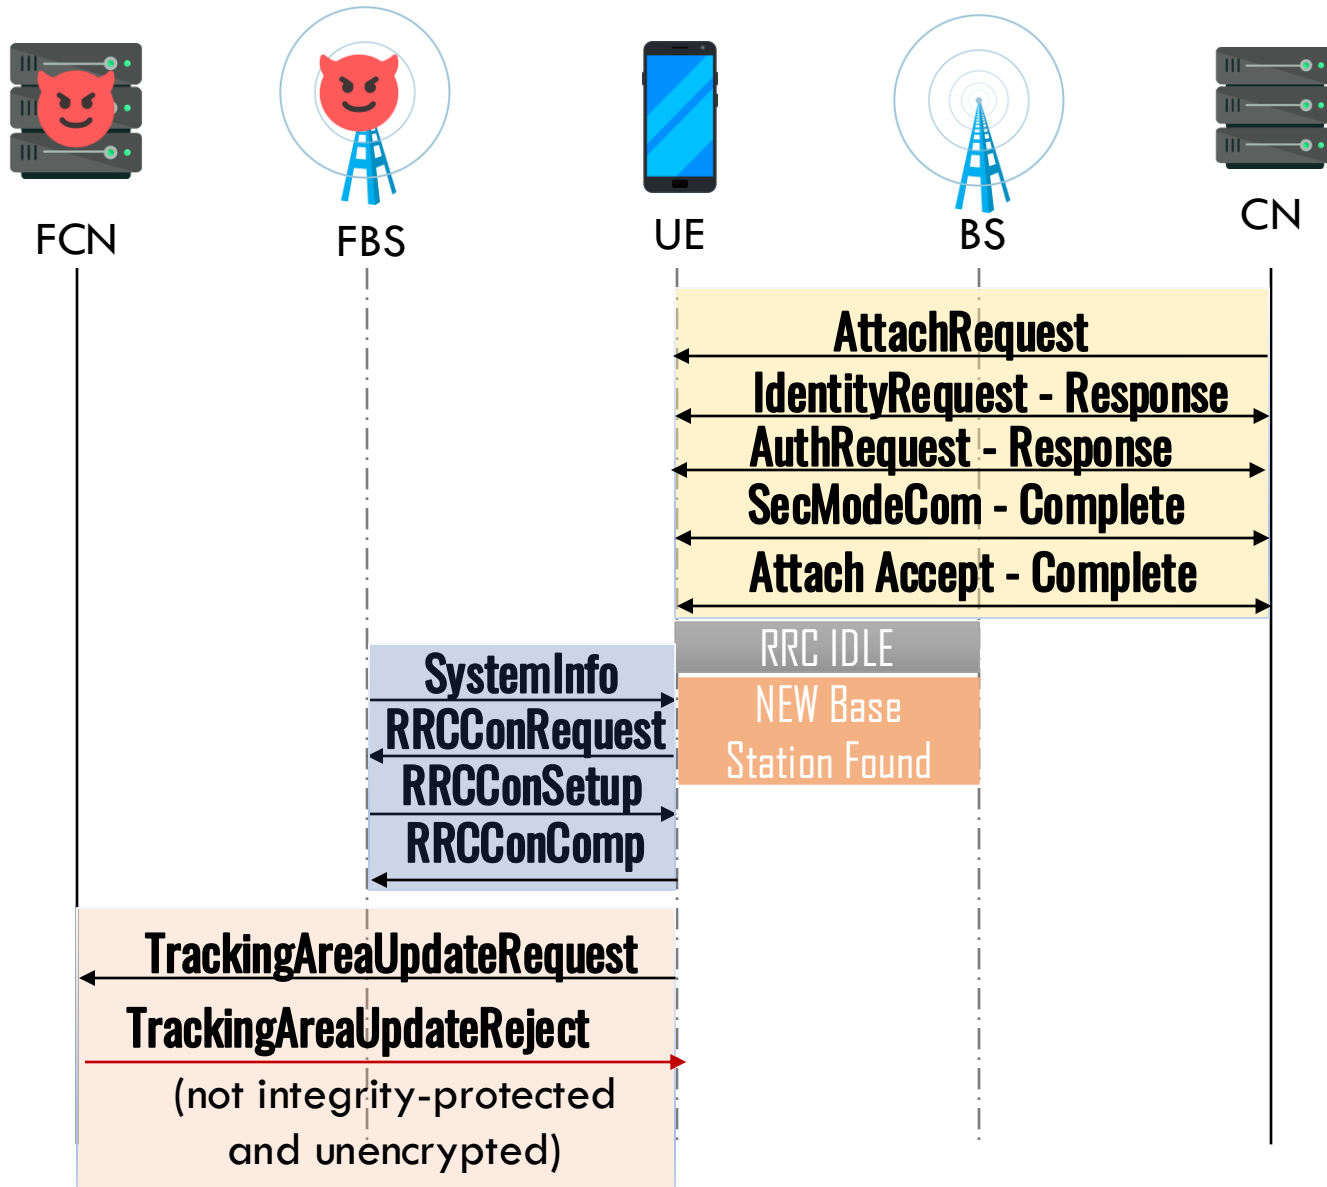 FCN
FBS
UE
BS
CN
AttachRequest
IdentityRequest - Response
AuthRequest - Response
SecModeCom - Complete
Attach Accept - Complete
RRC IDLE
NEW Base
Station Found
SystemInfo
RRCConRequest
RRCConSetup
RRCConComp
TrackingAreaUpdateRequest
TrackingAreaUpdateReject
(not integrity-protected
and unencrypted)